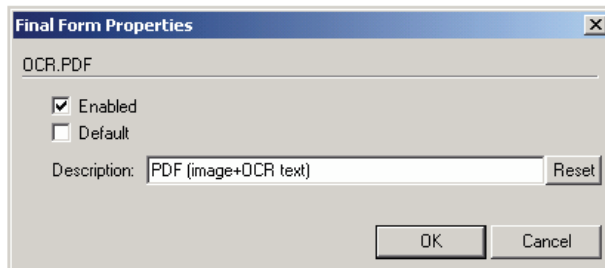 Final Form Properties
OCR.PDF
Enabled
Default
Description: PDF (image+OCR text) Reset
OK Cancel